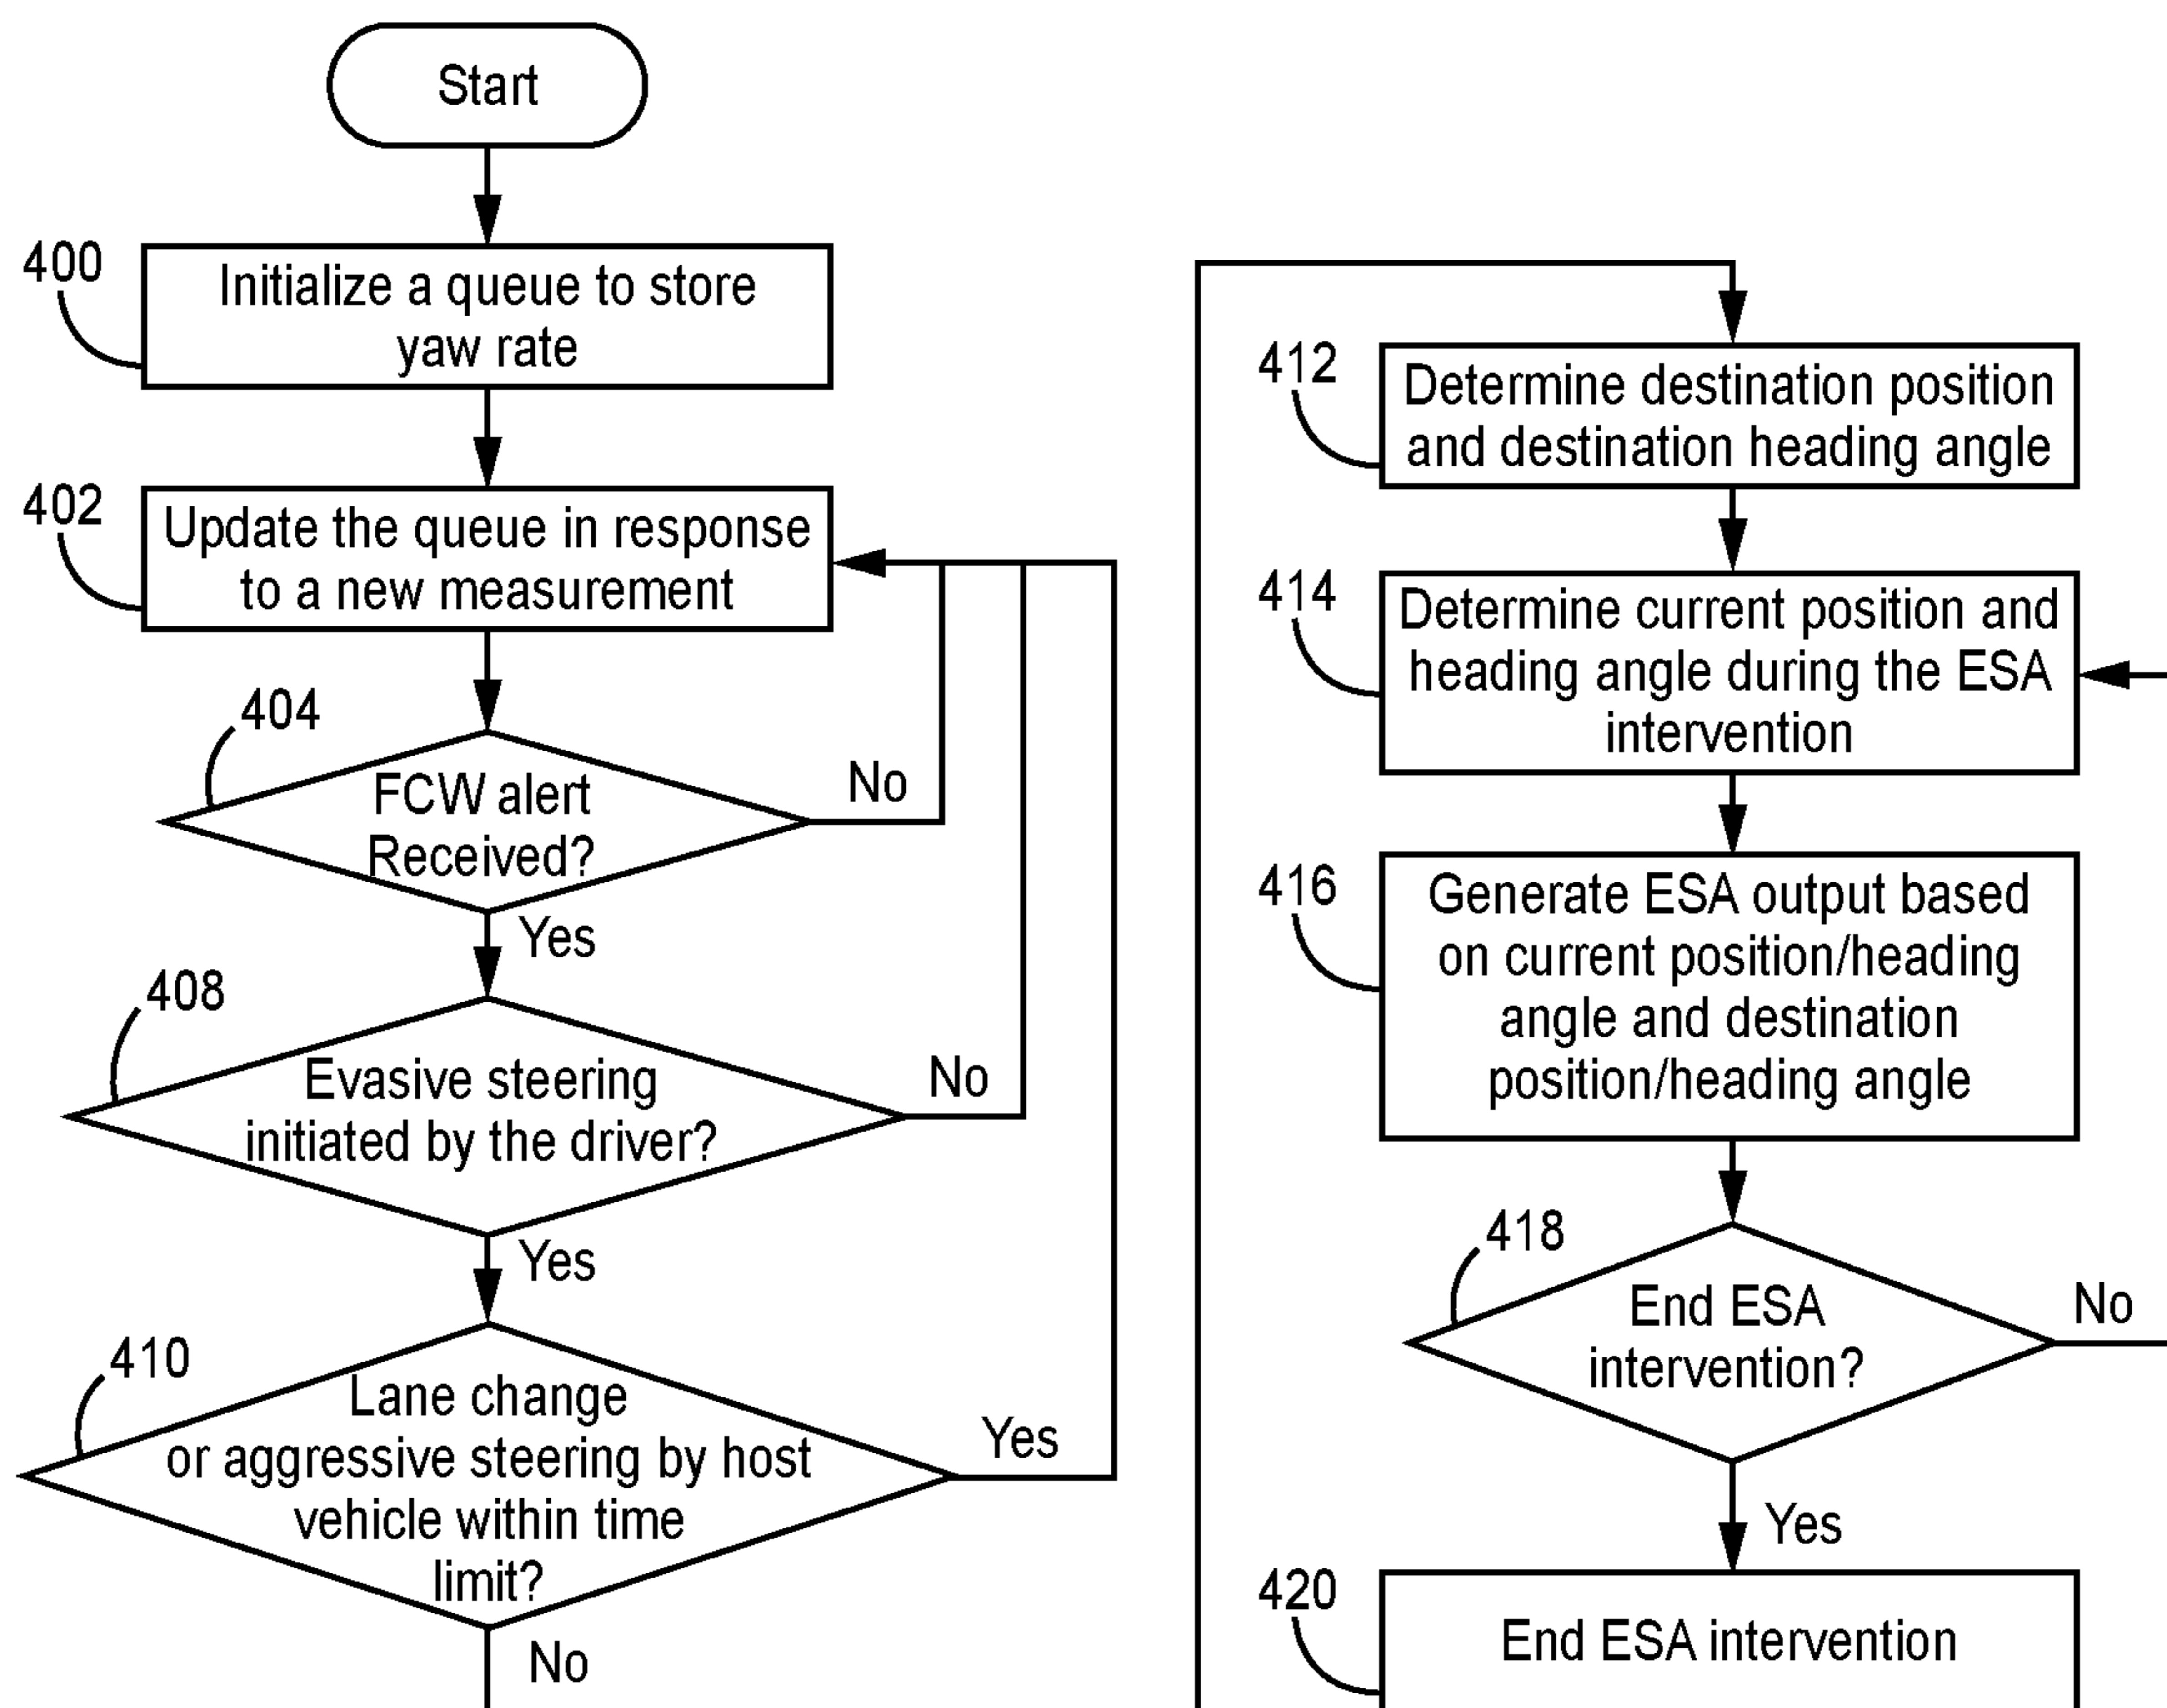 Start
400
Initialize a queue to store
yaw rate
402
Update the queue in response
to a new measurement
404
FCW alert
Received?
No
Yes
408
Evasive steering
initiated by the driver?
No
Yes
410
Lane change
or aggressive steering by host
vehicle within time
limit?
Yes
No
412
Determine destination position
and destination heading angle
414
Determine current position and
heading angle during the ESA
intervention
416
Generate ESA output based
on current position/heading
angle and destination
position/heading angle
418
End ESA
intervention?
No
Yes
420
End ESA intervention